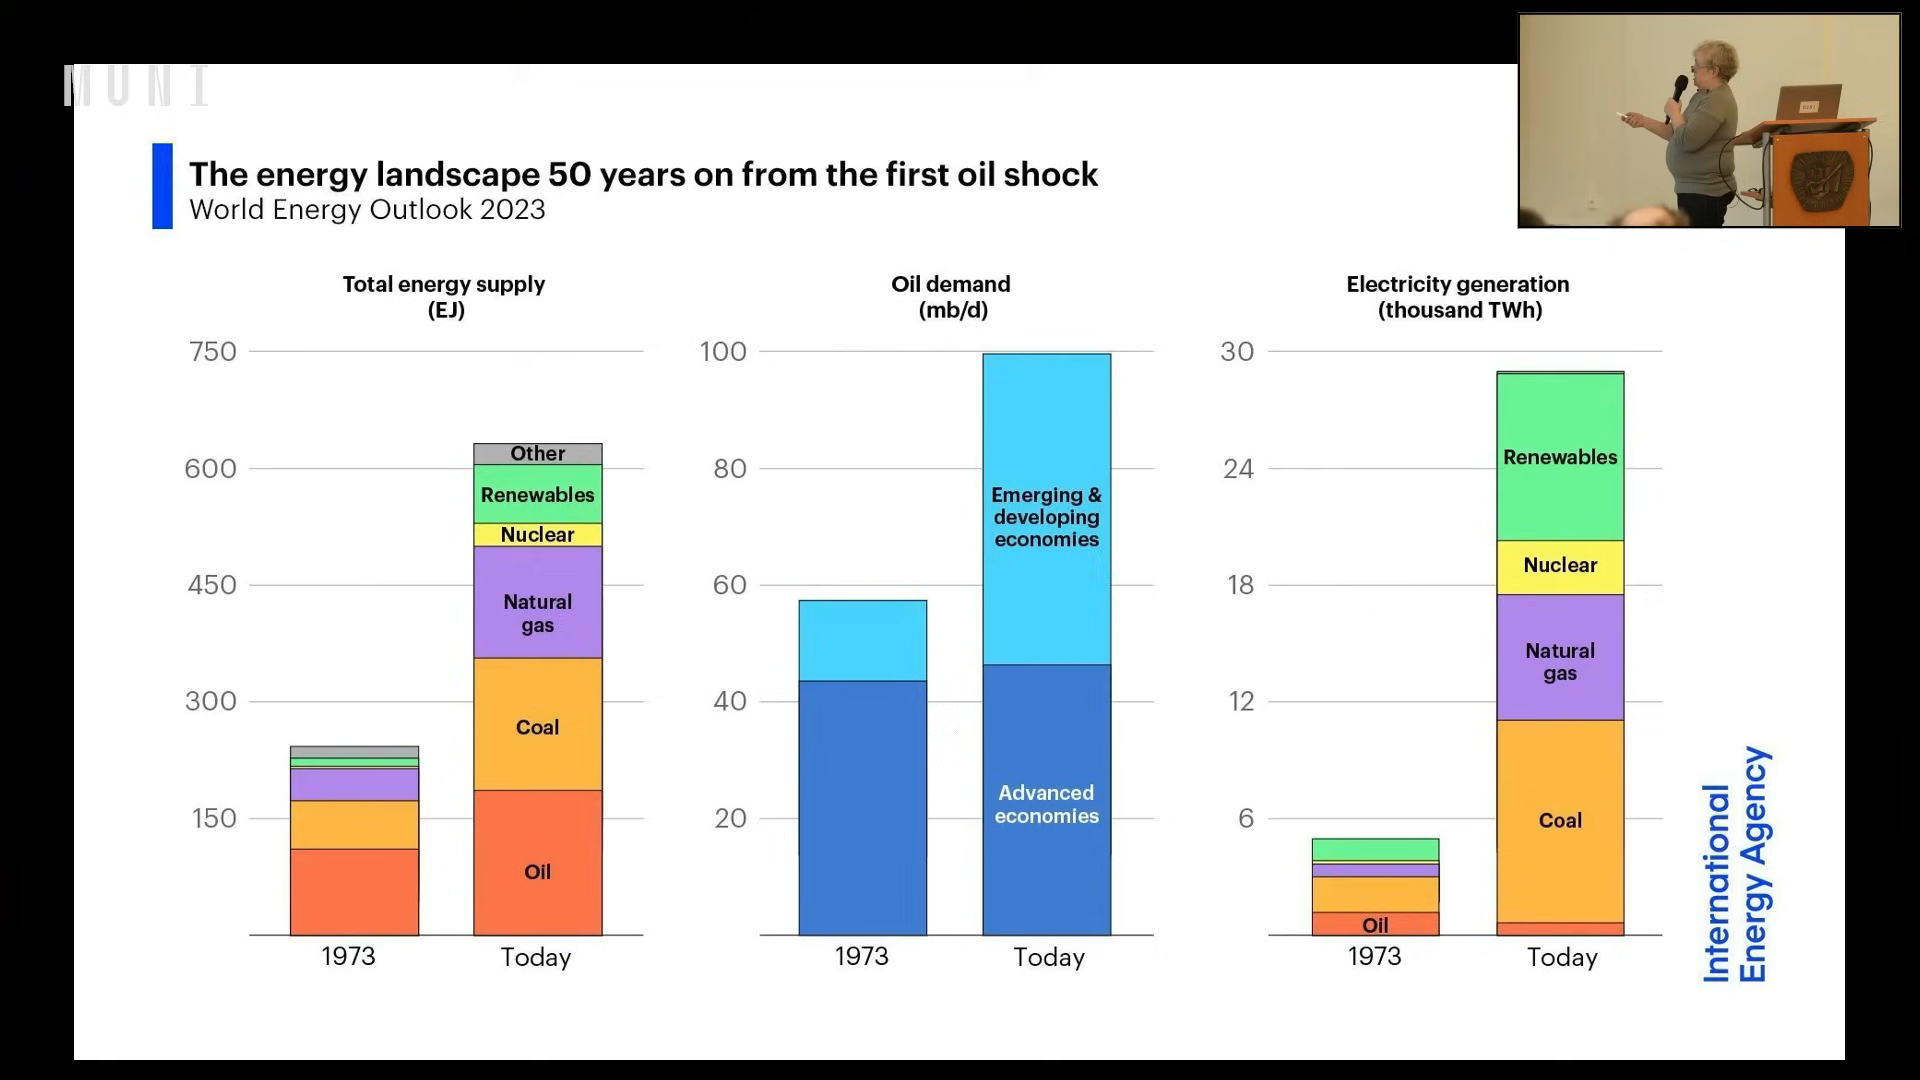 MUNI
The energy landscape 50 years on from the first oil shock
World Energy Outlook 2023
Total energy supply
(EJ)
750
600
450
300
150
Other
Renewables
Nuclear
Natural
gas
Coal
Oil
1973
Today
Oil demand
(mb/d)
100
80
60
40
20
Emerging &
developing
economies
Advanced
economies
1973
Today
Electricity generation
(thousand TWh)
30
24
18
12
6
Renewables
Nuclear
Natural
gas
Coal
Oil
1973
Today
International
Energy Agency